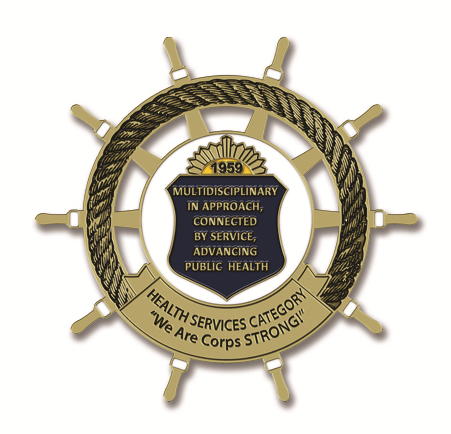 1959
MULTIDISCIPLINARY
IN APPROACH,
CONNECTED
BY SERVICE,
ADVANCING
PUBLIC HEALTH
HEALTH SERVICES CATEGORY
"We Are Corps STRONG!"